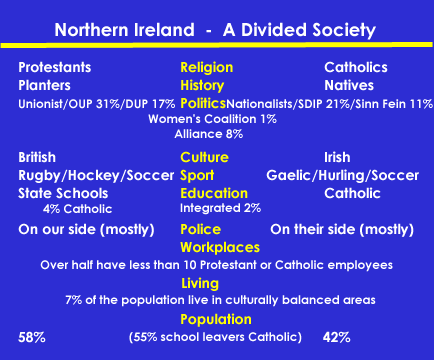 Northern Ireland - A Divided Society
Protestants Religion Catholics
Planters History Natives
Unionist/OUP 31%/DUP 17% Politics Nationalists/SDIP 21%/Sinn Fein 11%
Women's Coalition 1%
Alliance 8%
British Culture Irish
Rugby/Hockey/Soccer Sport Gaelic/Hurling/Soccer
State Schools Education Catholic
4% Catholic Integrated 2%
On our side (mostly) Police On their side (mostly)
Workplaces
Over half have less than 10 Protestant or Catholic employees
Living
7% of the population live in culturally balanced areas
Population
58% (55% school leavers Catholic) 42%